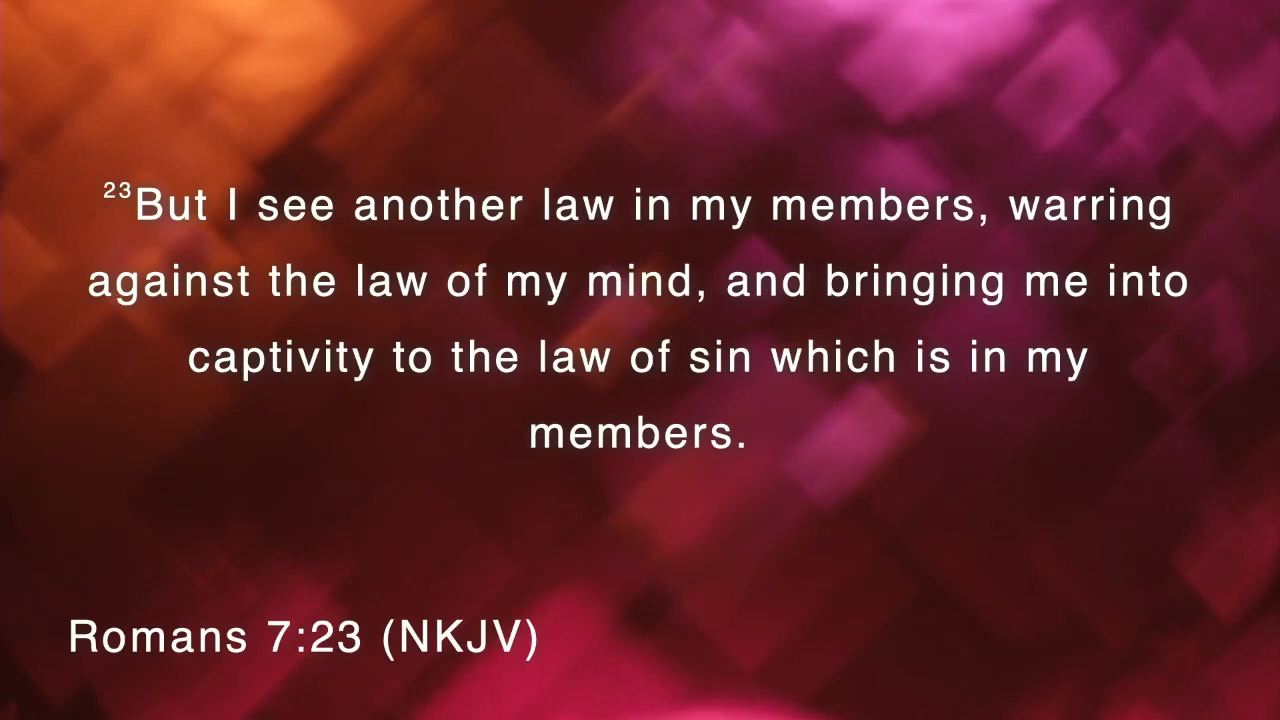 23But I see another law in my members, warring
against the law of my mind, and bringing me into
captivity to the law of sin which is in my
members.
Romans 7:23 (NKJV)